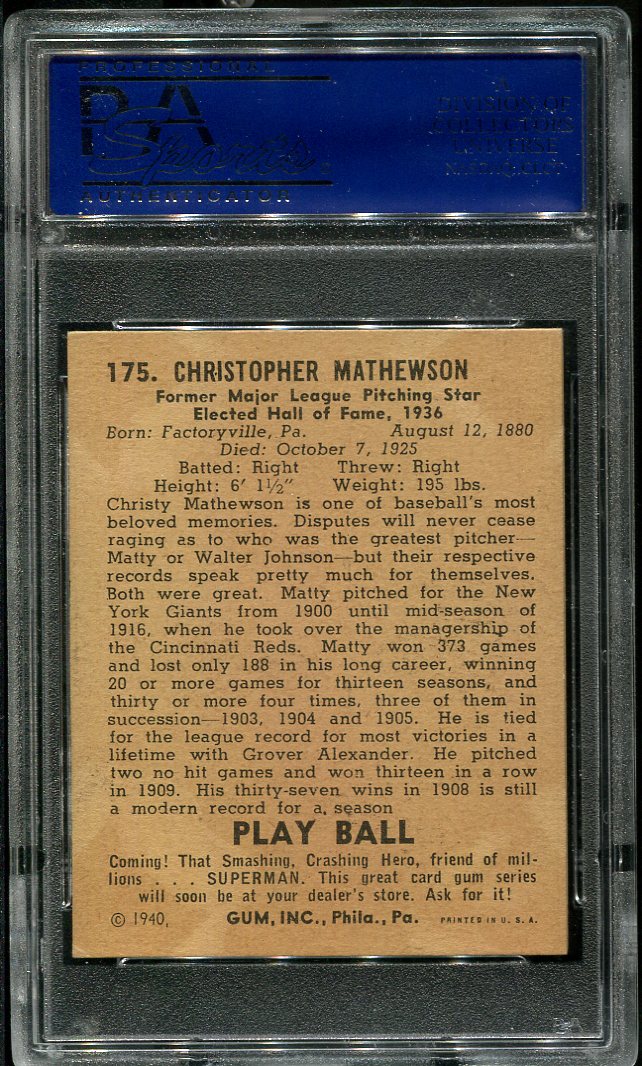 PROFESSIONAL
PSA
Sports
AUTHENTICATOR
A
DIVISION OF
COLLECTORS
UNIVERSE
175. CHRISTOPHER MATHEWSON
Former Major League Pitching Star
Elected Hall of Fame, 1936
Born: Factoryville, Pa. August 12, 1880
Died: October 7, 1925
Batted: Right Threw: Right
Height: 6' 1½" Weight: 195 lbs.
Christy Mathewson is one of baseball's most
beloved memories. Disputes will never cease
raging as to who was the greatest pitcher—
Matty or Walter Johnson—but their respective
records speak pretty much for themselves.
Both were great. Matty pitched for the New
York Giants from 1900 until mid-season of
1916, when he took over the managership of
the Cincinnati Reds. Matty won 373 games
and lost only 188 in his long career, winning
20 or more games for thirteen seasons, and
thirty or more four times, three of them in
succession—1903, 1904 and 1905. He is tied
for the league record for most victories in a
lifetime with Grover Alexander. He pitched
two no hit games and won thirteen in a row
in 1909. His thirty-seven wins in 1908 is still
a modern record for a season
PLAY BALL
Coming! That Smashing, Crashing Hero, friend of mil-
lions . . . SUPERMAN. This great card gum series
will soon be at your dealer's store. Ask for it!
© 1940, GUM, INC., Phila., Pa. PRINTED IN U. S. A.
PSA